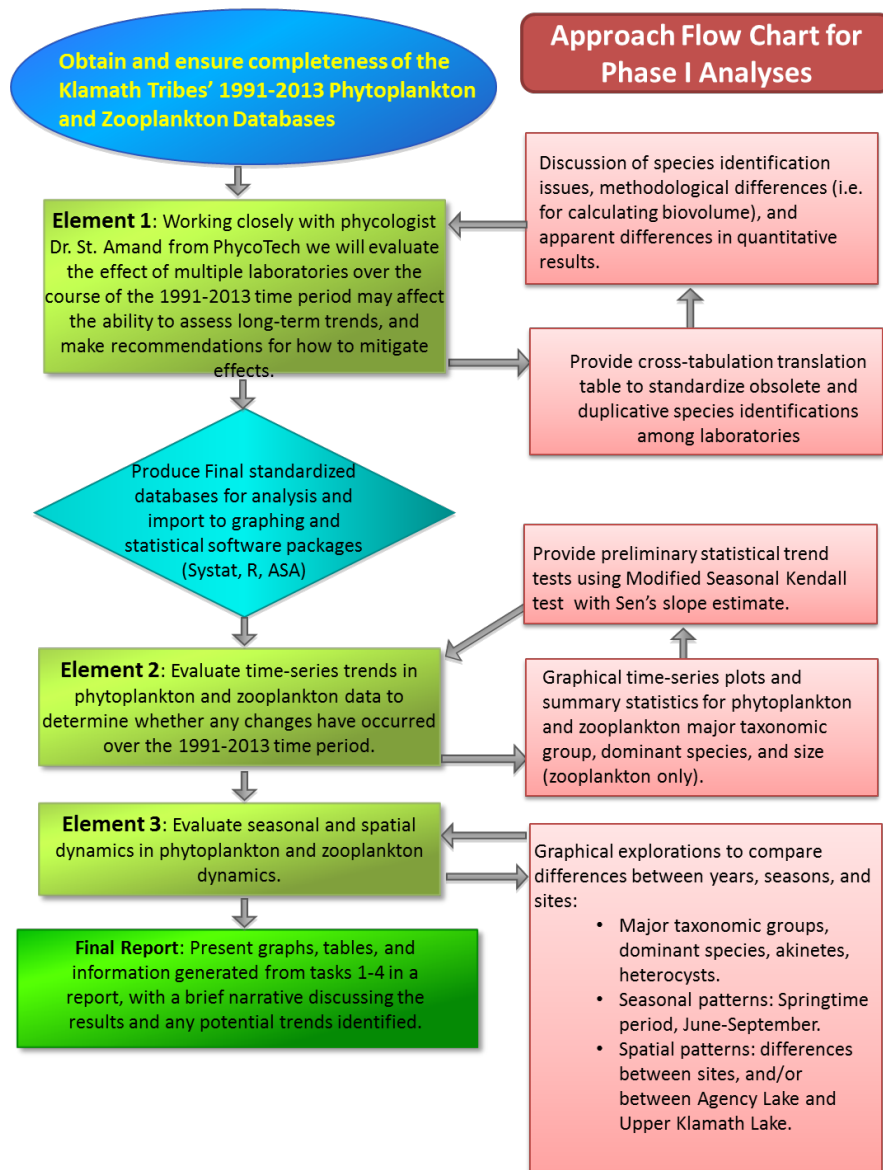 Obtain and ensure completeness of the
Klamath Tribes' 1991-2013 Phytoplankton
and Zooplankton Databases
Approach Flow Chart for
Phase I Analyses
Element 1: Working closely with phycologist
Dr. St. Amand from PhycoTech we will evaluate
the effect of multiple laboratories over the
course of the 1991-2013 time period may affect
the ability to assess long-term trends, and
make recommendations for how to mitigate
effects.
Discussion of species identification
issues, methodological differences (i.e.
for calculating biovolume), and
apparent differences in quantitative
results.
Provide cross-tabulation translation
table to standardize obsolete and
duplicative species identifications
among laboratories
Produce Final standardized
databases for analysis and
import to graphing and
statistical software packages
(Systat, R, ASA)
Provide preliminary statistical trend
tests using Modified Seasonal Kendall
test with Sen's slope estimate.
Element 2: Evaluate time-series trends in
phytoplankton and zooplankton data to
determine whether any changes have occurred
over the 1991-2013 time period.
Graphical time-series plots and
summary statistics for phytoplankton
and zooplankton major taxonomic
group, dominant species, and size
(zooplankton only).
Element 3: Evaluate seasonal and spatial
dynamics in phytoplankton and zooplankton
dynamics.
Graphical explorations to compare
differences between years, seasons, and
sites:
• Major taxonomic groups,
dominant species, akinetes,
heterocysts.
• Seasonal patterns: Springtime
period, June-September.
• Spatial patterns: differences
between sites, and/or
between Agency Lake and
Upper Klamath Lake.
Final Report: Present graphs, tables, and
information generated from tasks 1-4 in a
report, with a brief narrative discussing the
results and any potential trends identified.